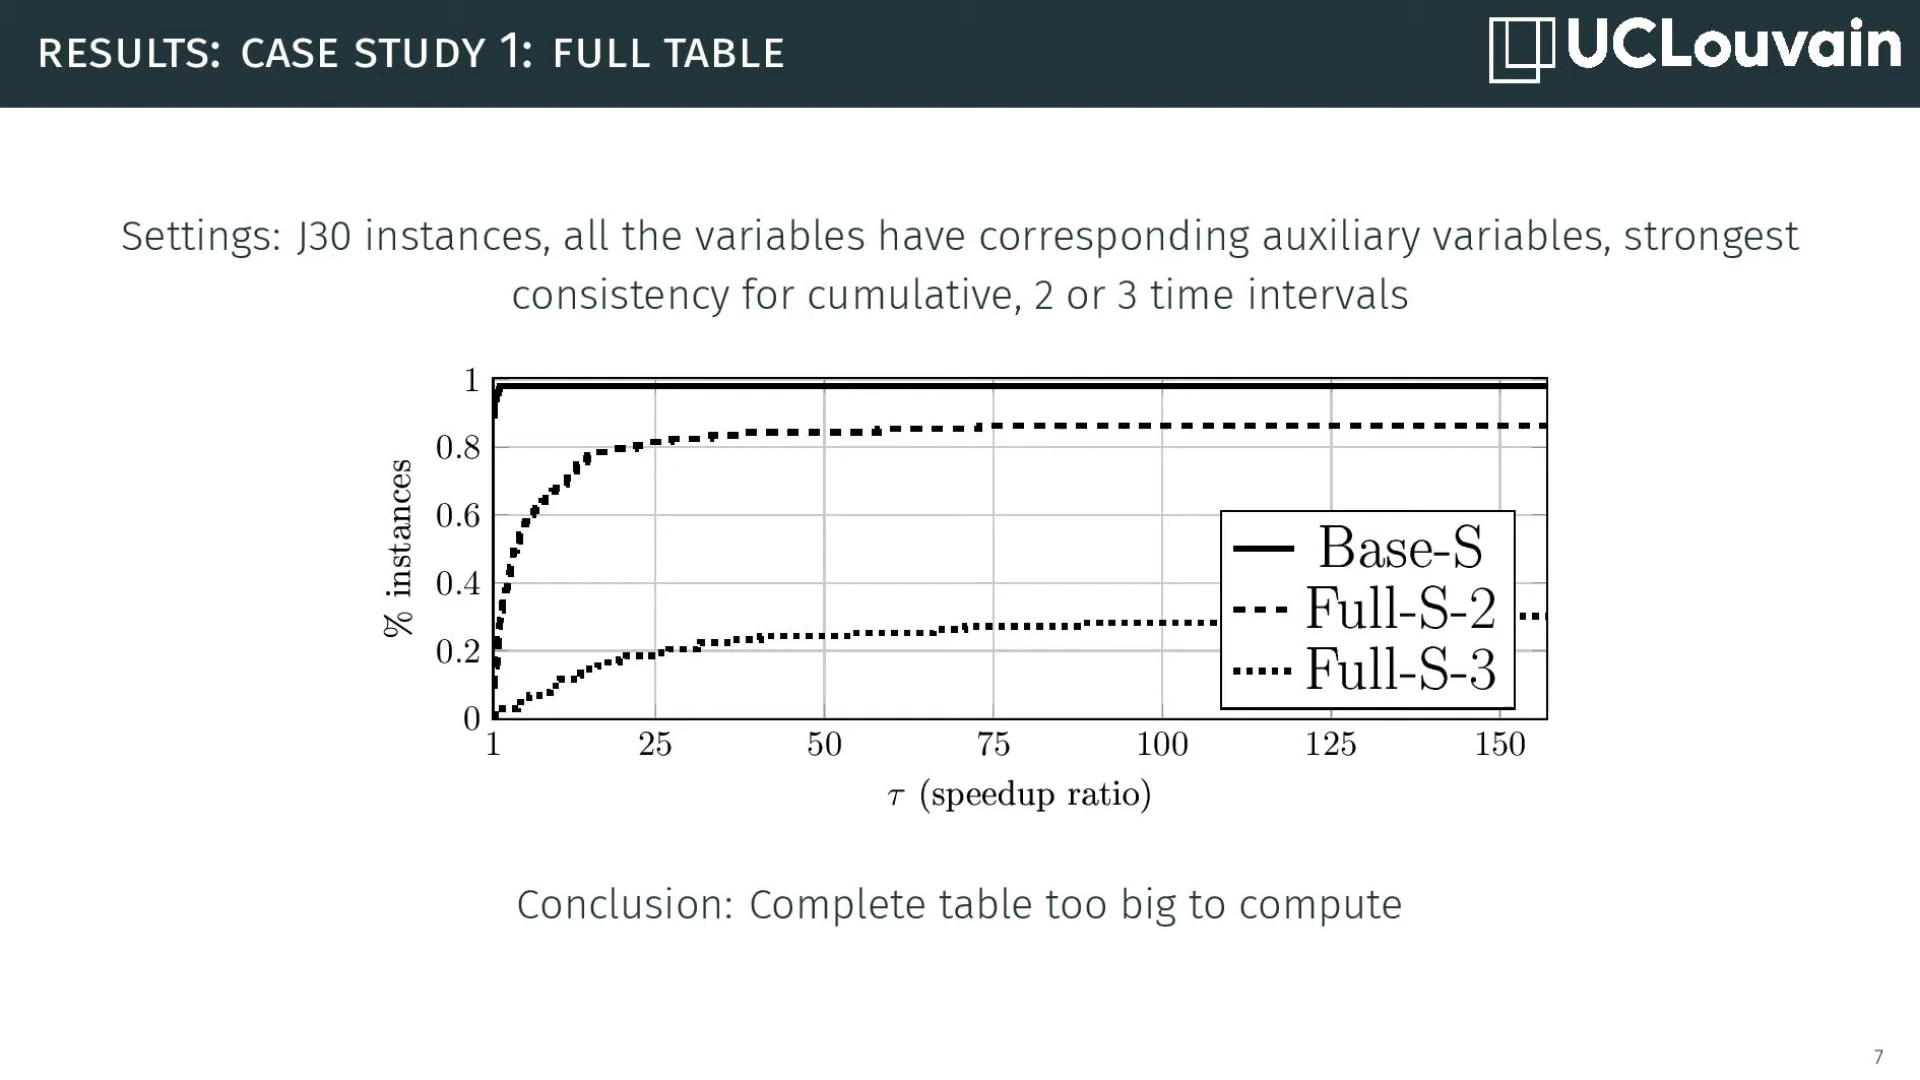 RESULTS: CASE STUDY 1: FULL TABLE
UCLouvain
Settings: J30 instances, all the variables have corresponding auxiliary variables, strongest
consistency for cumulative, 2 or 3 time intervals
% instances
1
0.8
0.6
0.4
0.2
0
Base-S
Full-S-2
Full-S-3
1 25 50 75 100 125 150
τ (speedup ratio)
Conclusion: Complete table too big to compute
7